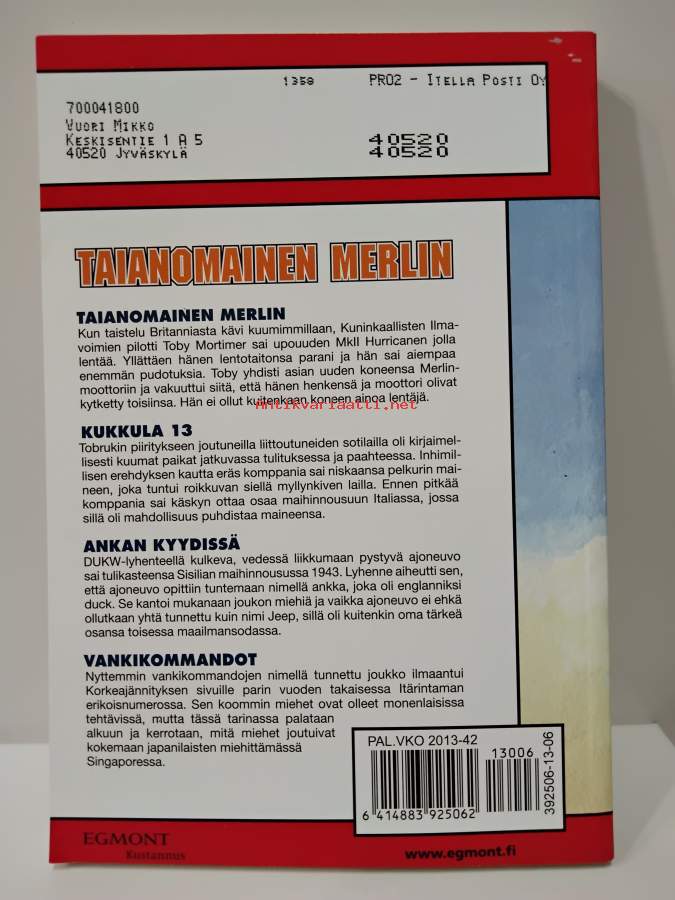 1358 PRO2 - ITELLA POSTI OY
700041800
VUORI MIKKO
KESKISENTIE 1 A 5 40520
40520 JYVÄSKYLÄ 40520
TAIANOMAINEN MERLIN
TAIANOMAINEN MERLIN
Kun taistelu Britanniasta kävi kuumimmillaan, Kuninkaallisten Ilma-
voimien pilotti Toby Mortimer sai upouuden MkII Hurricanen jolla
lentää. Yllättäen hänen lentotaitonsa parani ja hän sai aiempaa
enemmän pudotuksia. Toby yhdisti asian uuden koneensa Merlin-
moottoriin ja vakuuttui siitä, että hänen henkensä ja moottori olivat
kytketty toisiinsa. Hän ei ollut kuitenkaan koneen ainoa lentäjä.
Antikvariaatti.net
KUKKULA 13
Tobrukin piiritykseen joutuneilla liittoutuneiden sotilailla oli kirjaimel-
lisesti kuumat paikat jatkuvassa tulituksessa ja paahteessa. Inhimil-
lisen erehdyksen kautta eräs komppania sai niskaansa pelkurin mai-
neen, joka tuntui roikkuvan siellä myllynkiven lailla. Ennen pitkää
komppania sai käskyn ottaa osaa maihinnousuun Italiassa, jossa
sillä oli mahdollisuus puhdistaa maineensa.
ANKAN KYYDISSÄ
DUKW-lyhenteellä kulkeva, vedessä liikkumaan pystyvä ajoneuvo
sai tulikasteensa Sisilian maihinnousussa 1943. Lyhenne aiheutti sen,
että ajoneuvo opittiin tuntemaan nimellä ankka, joka oli englanniksi
duck. Se kantoi mukanaan joukon miehiä ja vaikka ajoneuvo ei ehkä
ollutkaan yhtä tunnettu kuin nimi Jeep, sillä oli kuitenkin oma tärkeä
osansa toisessa maailmansodassa.
VANKIKOMMANDOT
Nyttemmin vankikommandojen nimellä tunnettu joukko ilmaantui
Korkeajännityksen sivuille parin vuoden takaisessa Itärintaman
erikoisnumerossa. Sen koommin miehet ovat olleet monenlaisissa
tehtävissä, mutta tässä tarinassa palataan
alkuun ja kerrotaan, mitä miehet joutuivat
kokemaan japanilaisten miehittämässä
Singaporessa.
PAL.VKO 2013-42
13006
6 414883 925062
392506-13-06
EGMONT
Kustannus
www.egmont.fi